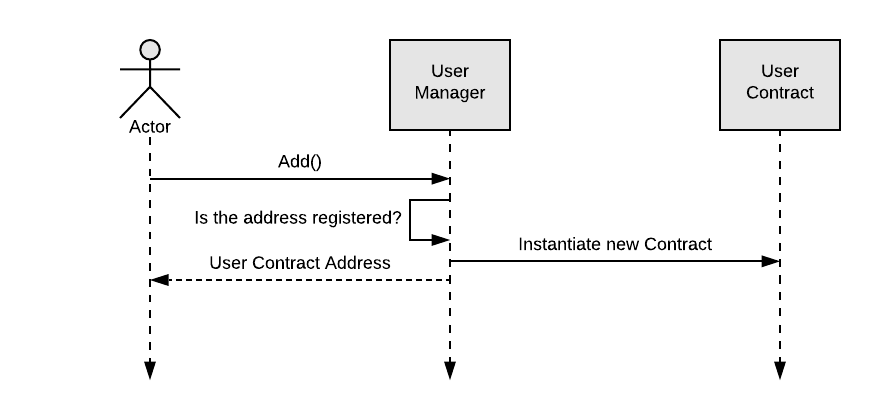 User
Manager
User
Contract
Actor
Add()
Is the address registered?
Instantiate new Contract
User Contract Address